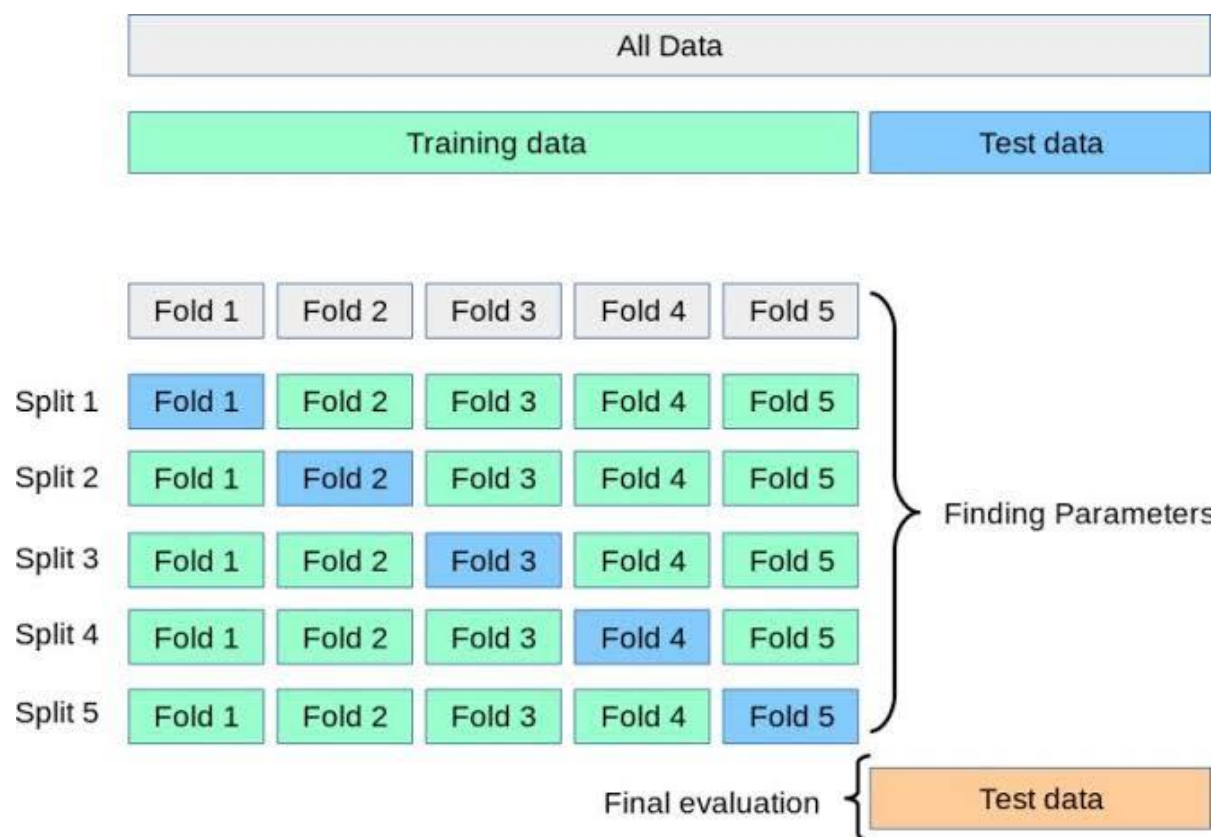 All Data
Training data Test data
Fold 1 Fold 2 Fold 3 Fold 4 Fold 5
Split 1 Fold 1 Fold 2 Fold 3 Fold 4 Fold 5
Split 2 Fold 1 Fold 2 Fold 3 Fold 4 Fold 5
Finding Parameters
Split 3 Fold 1 Fold 2 Fold 3 Fold 4 Fold 5
Split 4 Fold 1 Fold 2 Fold 3 Fold 4 Fold 5
Split 5 Fold 1 Fold 2 Fold 3 Fold 4 Fold 5
Final evaluation Test data